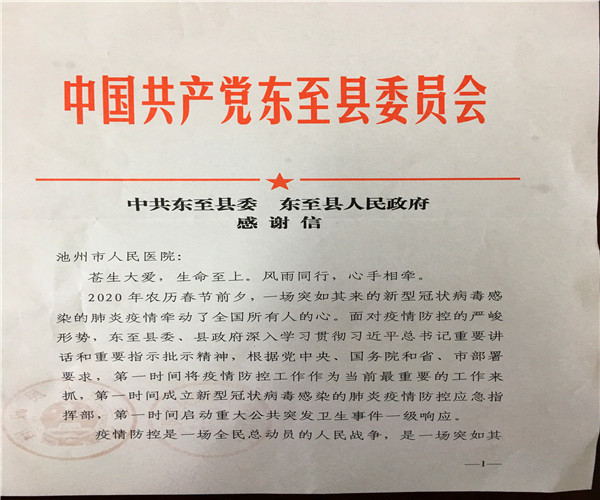 中国共产党东至县委员会
中共东至县委 东至县人民政府
感谢信
池州市人民医院:
苍生大爱，生命至上。风雨同行，心手相牵。
2020年农历春节前夕，一场突如其来的新型冠状病毒感
染的肺炎疫情牵动了全国所有人的心。面对疫情防控的严峻
形势，东至县委、县政府深入学习贯彻习近平总书记重要讲
话和重要指示批示精神，根据党中央、国务院和省、市部署
要求，第一时间将疫情防控工作作为当前最重要的工作来
抓，第一时间成立新型冠状病毒感染的肺炎疫情防控应急指
挥部，第一时间启动重大公共突发卫生事件一级响应。
疫情防控是一场全民总动员的人民战争，是一场突如其
—1—